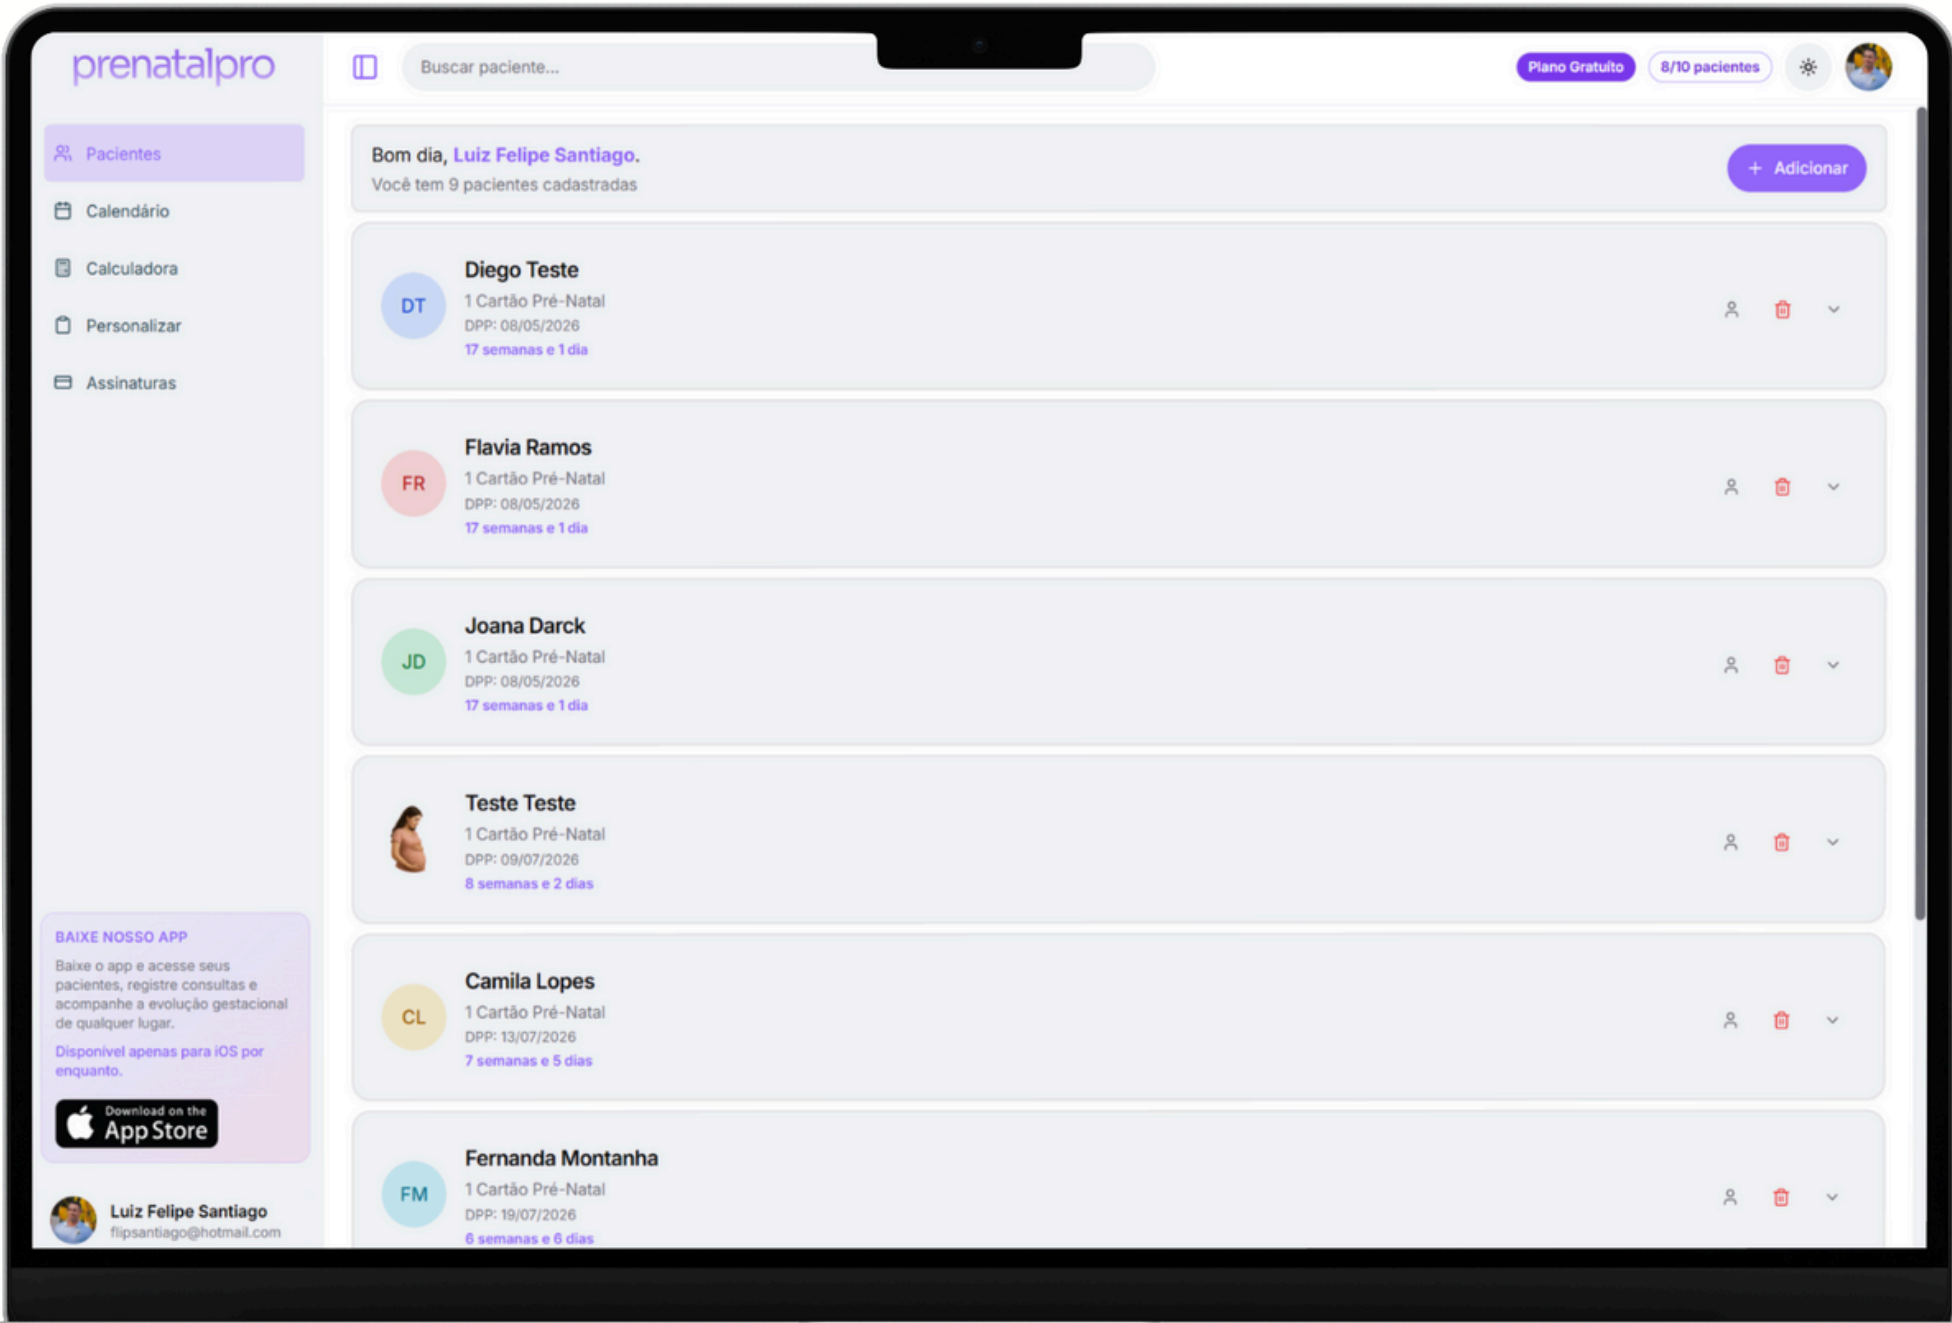 prenatalpro
Buscar paciente...
Plano Gratuito
8/10 pacientes
Pacientes
Calendário
Calculadora
Personalizar
Assinaturas
BAIXE NOSSO APP
Baixe o app e acesse seus
pacientes, registre consultas e
acompanhe a evolução gestacional
de qualquer lugar.
Disponível apenas para iOS por
enquanto.
Download on the
App Store
Luiz Felipe Santiago
flipsantiago@hotmail.com
Bom dia, Luiz Felipe Santiago.
Você tem 9 pacientes cadastradas
+ Adicionar
DT
Diego Teste
1 Cartão Pré-Natal
DPP: 08/05/2026
17 semanas e 1 dia
FR
Flavia Ramos
1 Cartão Pré-Natal
DPP: 08/05/2026
17 semanas e 1 dia
JD
Joana Darck
1 Cartão Pré-Natal
DPP: 08/05/2026
17 semanas e 1 dia
Teste Teste
1 Cartão Pré-Natal
DPP: 09/07/2026
8 semanas e 2 dias
CL
Camila Lopes
1 Cartão Pré-Natal
DPP: 13/07/2026
7 semanas e 5 dias
FM
Fernanda Montanha
1 Cartão Pré-Natal
DPP: 19/07/2026
6 semanas e 6 dias